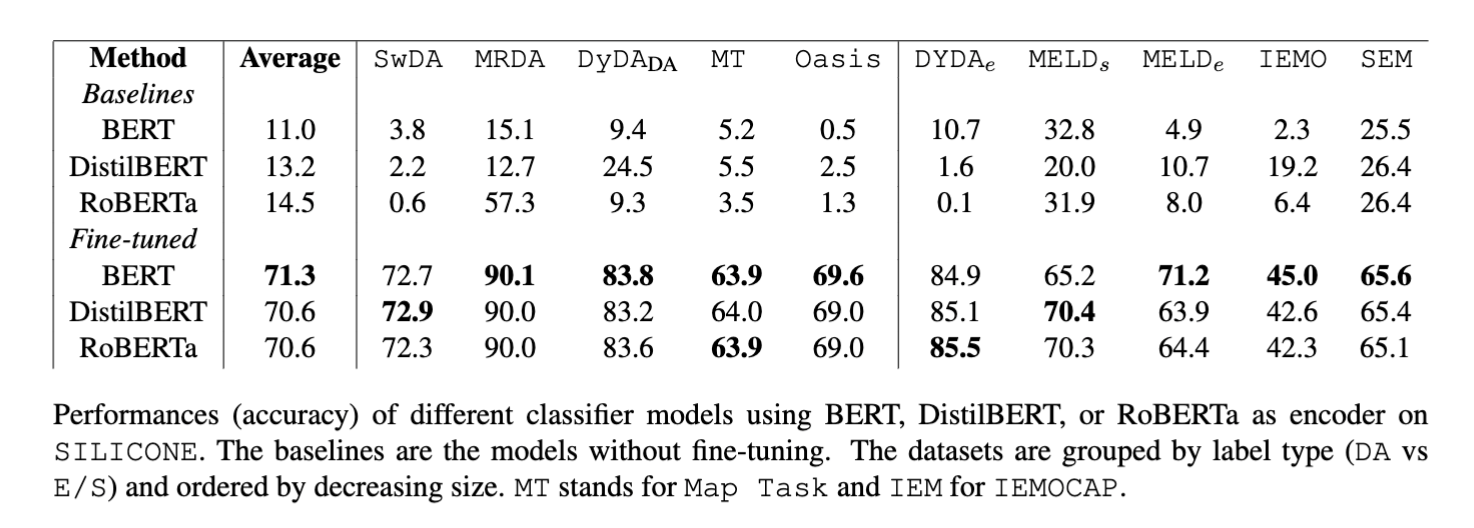 Method Average SwDA MRDA DyDA_DA MT Oasis DYDA_e MELD_s MELD_e IEMO SEM
Baselines
BERT 11.0 3.8 15.1 9.4 5.2 0.5 10.7 32.8 4.9 2.3 25.5
DistilBERT 13.2 2.2 12.7 24.5 5.5 2.5 1.6 20.0 10.7 19.2 26.4
RoBERTa 14.5 0.6 57.3 9.3 3.5 1.3 0.1 31.9 8.0 6.4 26.4
Fine-tuned
BERT 71.3 72.7 90.1 83.8 63.9 69.6 84.9 65.2 71.2 45.0 65.6
DistilBERT 70.6 72.9 90.0 83.2 64.0 69.0 85.1 70.4 63.9 42.6 65.4
RoBERTa 70.6 72.3 90.0 83.6 63.9 69.0 85.5 70.3 64.4 42.3 65.1
Performances (accuracy) of different classifier models using BERT, DistilBERT, or RoBERTa as encoder on
SILICONE. The baselines are the models without fine-tuning. The datasets are grouped by label type (DA vs
E/S) and ordered by decreasing size. MT stands for Map Task and IEM for IEMOCAP.